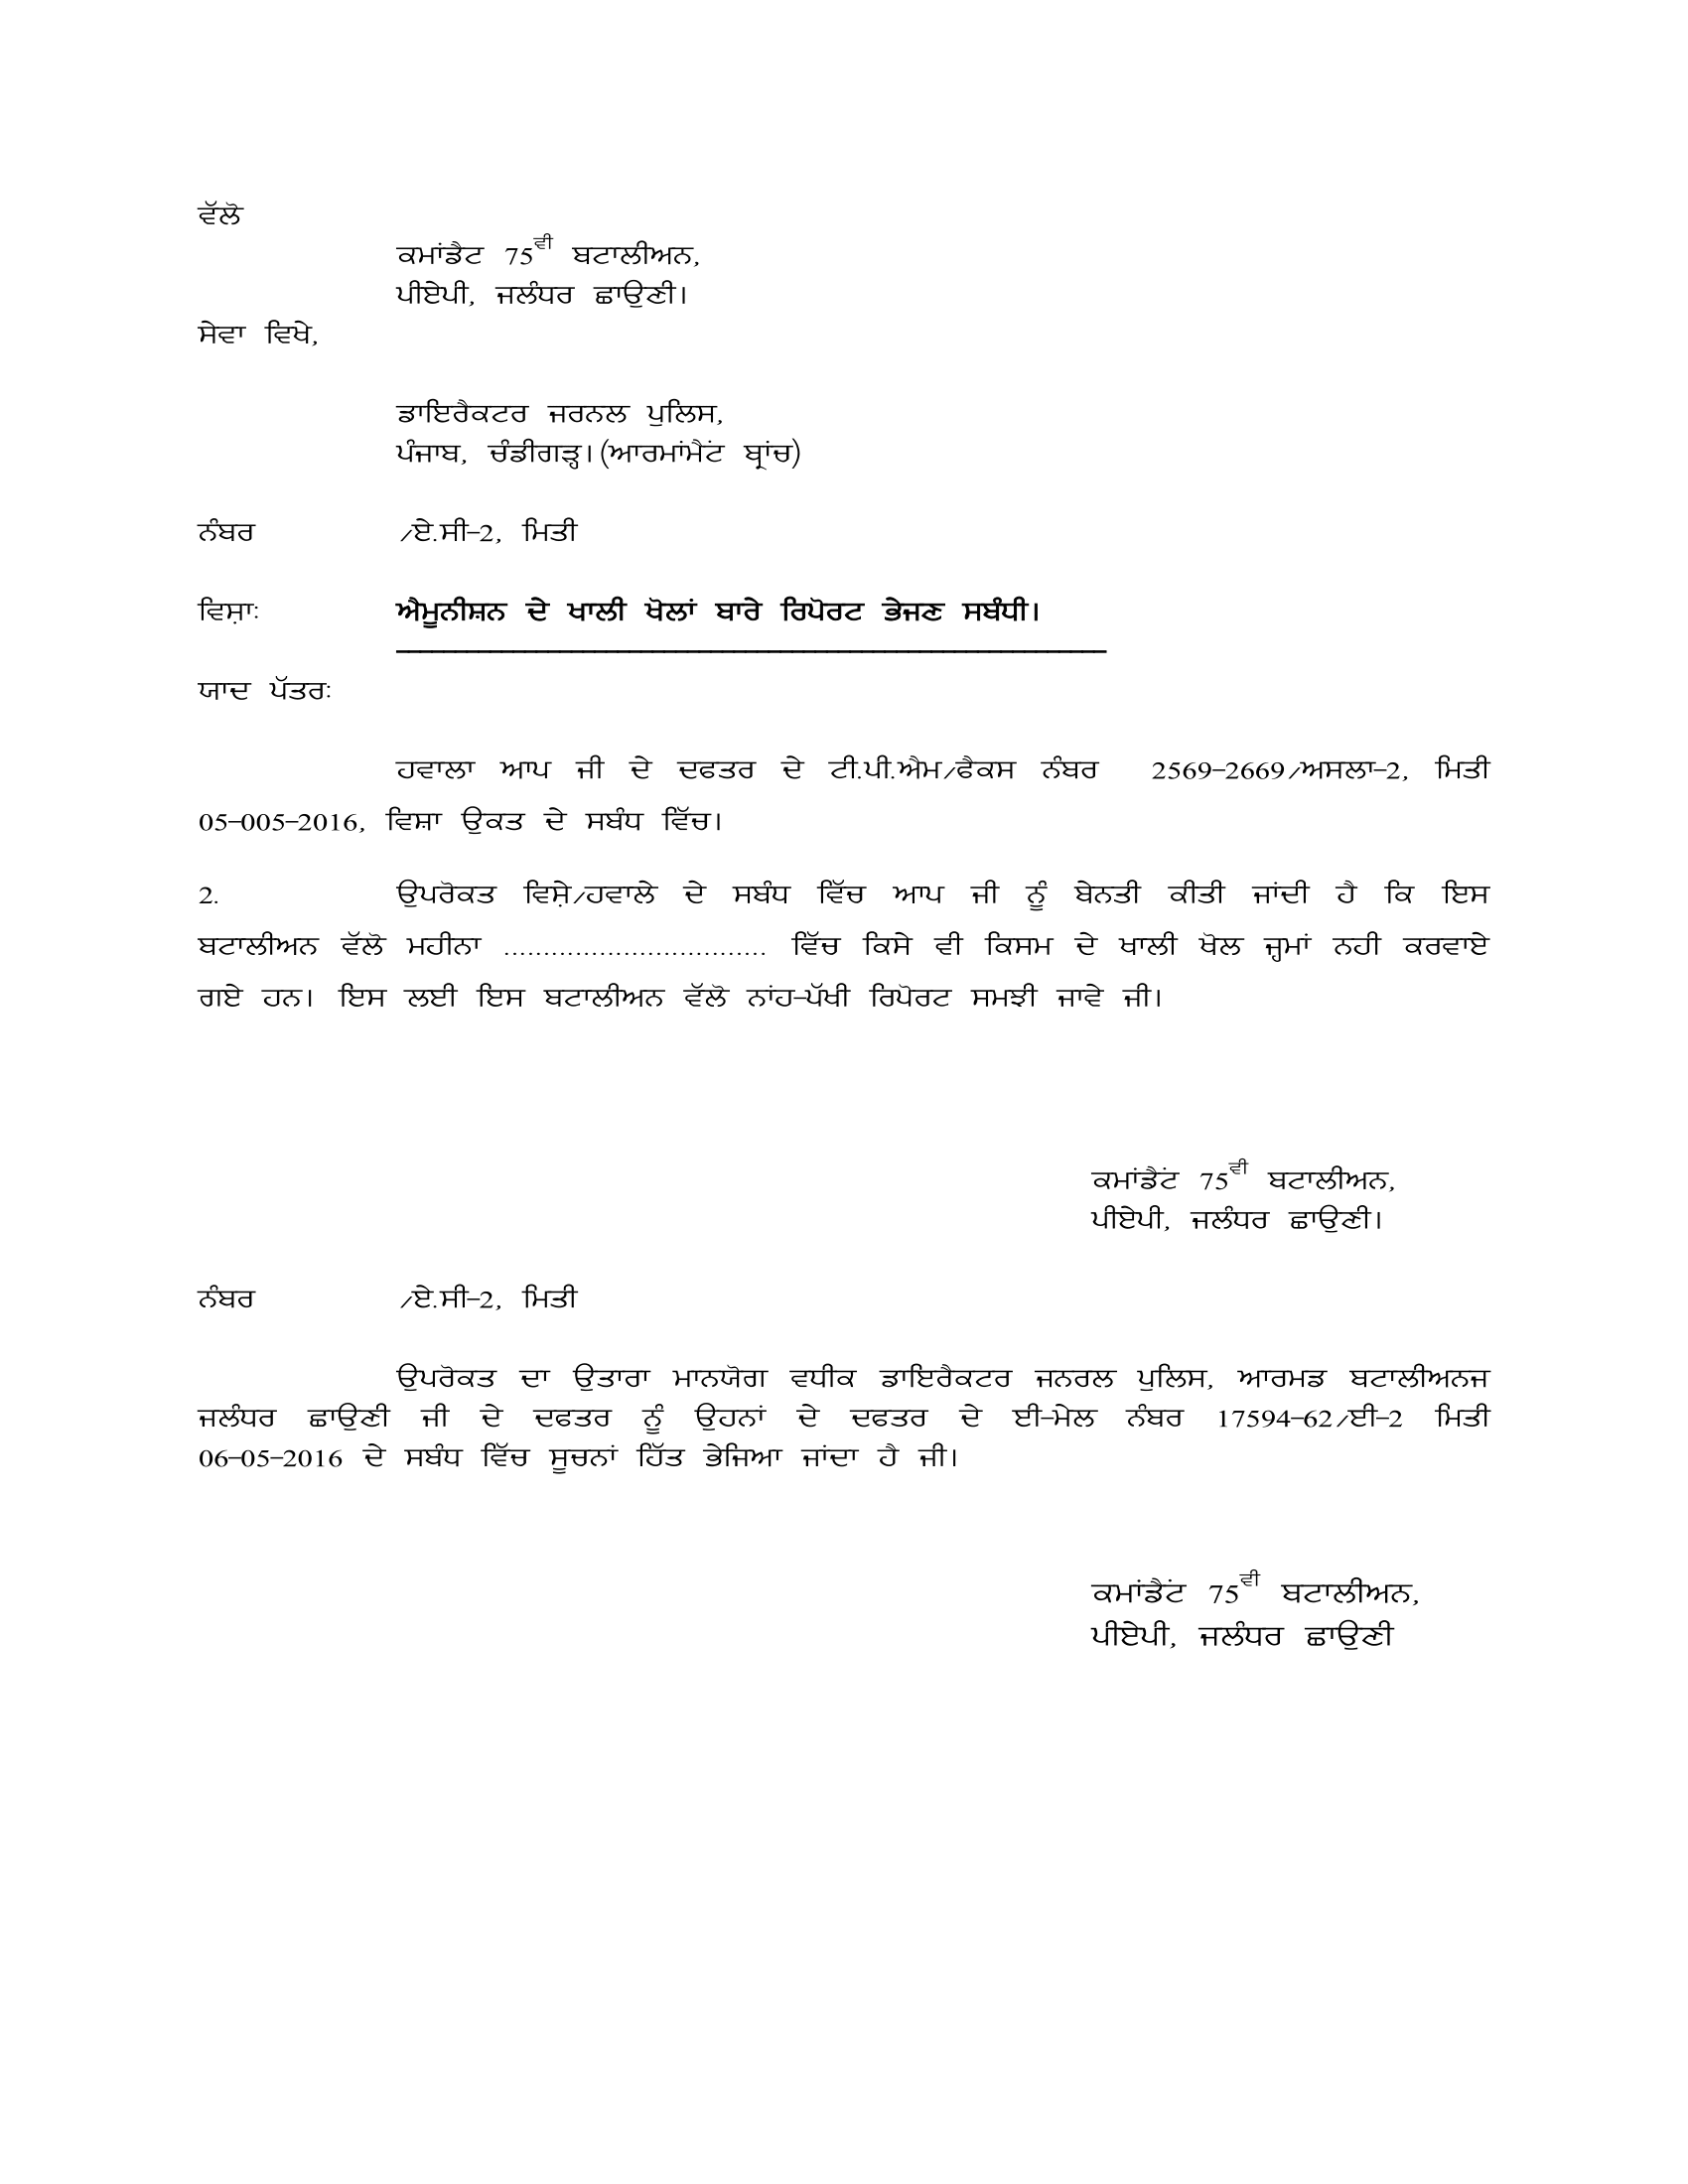 ਵੱਲੋ
ਕਮਾਂਡੈਟ 75ਵੀ ਬਟਾਲੀਅਨ,
ਪੀਏਪੀ, ਜਲੰਧਰ ਛਾਉਣੀ।
ਸੇਵਾ ਵਿਖੇ,
ਡਾਇਰੈਕਟਰ ਜਰਨਲ ਪੁਲਿਸ,
ਪੰਜਾਬ, ਚੰਡੀਗੜ੍ਹ। (ਆਰਮਾਂਮੈਂਟ ਬ੍ਰਾਂਚ)
ਨੰਬਰ /ਏ.ਸੀ-2, ਮਿਤੀ
ਵਿਸ਼ਾਃ ਐਮੂਨੀਸ਼ਨ ਦੇ ਖਾਲੀ ਖੋਲਾਂ ਬਾਰੇ ਰਿਪੋਰਟ ਭੇਜਣ ਸਬੰਧੀ।
ਯਾਦ ਪੱਤਰਃ
ਹਵਾਲਾ ਆਪ ਜੀ ਦੇ ਦਫਤਰ ਦੇ ਟੀ.ਪੀ.ਐਮ/ਫੈਕਸ ਨੰਬਰ 2569-2669/ਅਸਲਾ-2, ਮਿਤੀ
05-005-2016, ਵਿਸ਼ਾ ਉਕਤ ਦੇ ਸਬੰਧ ਵਿੱਚ।
2. ਉਪਰੋਕਤ ਵਿਸ਼ੇ/ਹਵਾਲੇ ਦੇ ਸਬੰਧ ਵਿੱਚ ਆਪ ਜੀ ਨੂੰ ਬੇਨਤੀ ਕੀਤੀ ਜਾਂਦੀ ਹੈ ਕਿ ਇਸ
ਬਟਾਲੀਅਨ ਵੱਲੋ ਮਹੀਨਾ ................................. ਵਿੱਚ ਕਿਸੇ ਵੀ ਕਿਸਮ ਦੇ ਖਾਲੀ ਖੋਲ ਜ੍ਹਮਾਂ ਨਹੀ ਕਰਵਾਏ
ਗਏ ਹਨ। ਇਸ ਲਈ ਇਸ ਬਟਾਲੀਅਨ ਵੱਲੋ ਨਾਂਹ-ਪੱਖੀ ਰਿਪੋਰਟ ਸਮਝੀ ਜਾਵੇ ਜੀ।
ਕਮਾਂਡੈਂਟ 75ਵੀ ਬਟਾਲੀਅਨ,
ਪੀਏਪੀ, ਜਲੰਧਰ ਛਾਉਣੀ।
ਨੰਬਰ /ਏ.ਸੀ-2, ਮਿਤੀ
ਉਪਰੋਕਤ ਦਾ ਉਤਾਰਾ ਮਾਨਯੋਗ ਵਧੀਕ ਡਾਇਰੈਕਟਰ ਜਨਰਲ ਪੁਲਿਸ, ਆਰਮਡ ਬਟਾਲੀਅਨਜ
ਜਲੰਧਰ ਛਾਉਣੀ ਜੀ ਦੇ ਦਫਤਰ ਨੂੰ ਉਹਨਾਂ ਦੇ ਦਫਤਰ ਦੇ ਈ-ਮੇਲ ਨੰਬਰ 17594-62/ਈ-2 ਮਿਤੀ
06-05-2016 ਦੇ ਸਬੰਧ ਵਿੱਚ ਸੂਚਨਾਂ ਹਿੱਤ ਭੇਜਿਆ ਜਾਂਦਾ ਹੈ ਜੀ।
ਕਮਾਂਡੈਂਟ 75ਵੀ ਬਟਾਲੀਅਨ,
ਪੀਏਪੀ, ਜਲੰਧਰ ਛਾਉਣੀ